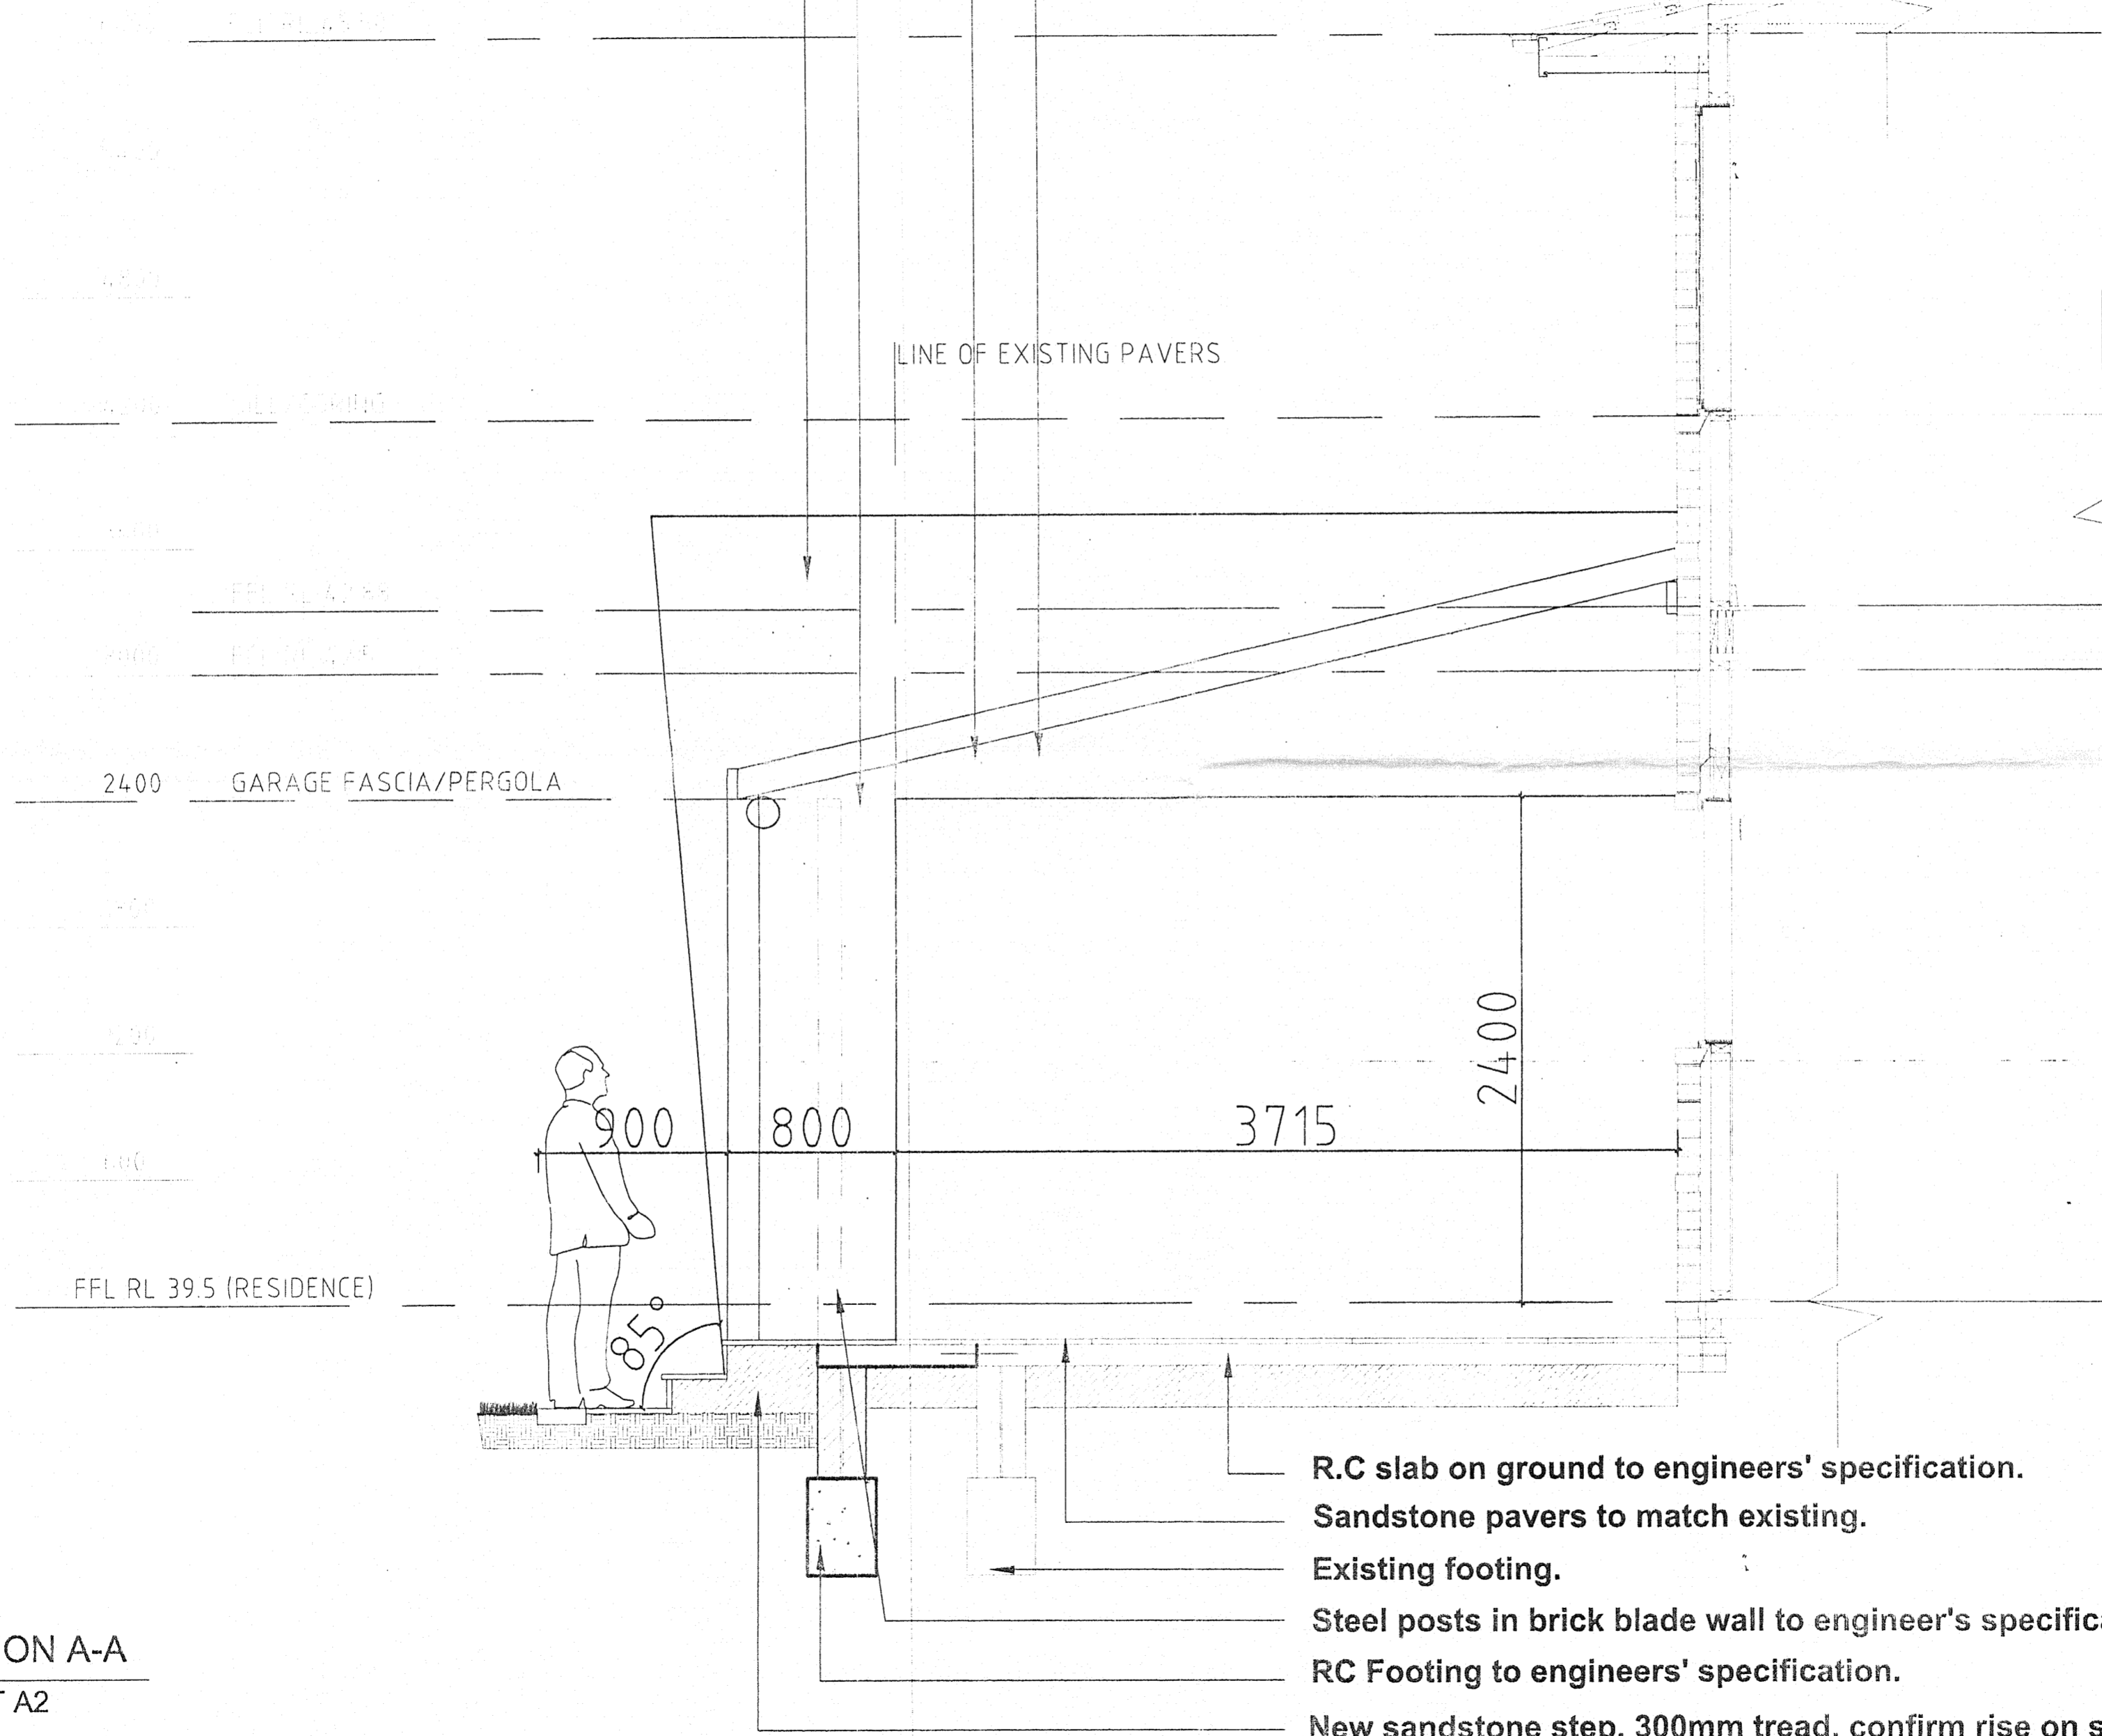 LINE OF EXISTING PAVERS
2400 GARAGE FASCIA/PERGOLA
2400
900 800 3715
FFL RL 39.5 (RESIDENCE)
85°
R.C slab on ground to engineers' specification.
Sandstone pavers to match existing.
Existing footing.
Steel posts in brick blade wall to engineer's specific
RC Footing to engineers' specification.
New sandstone step, 300mm tread, confirm rise on s
ON A-A
A2